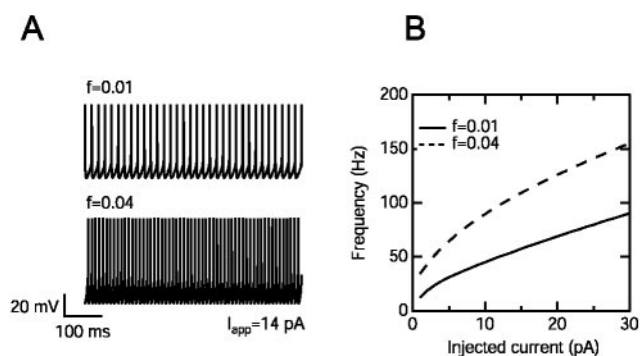 A
f=0.01
f=0.04
20 mV
100 ms
I_app=14 pA
B
200
150
100
50
0
f=0.01
f=0.04
Frequency (Hz)
0
10
20
30
Injected current (pA)